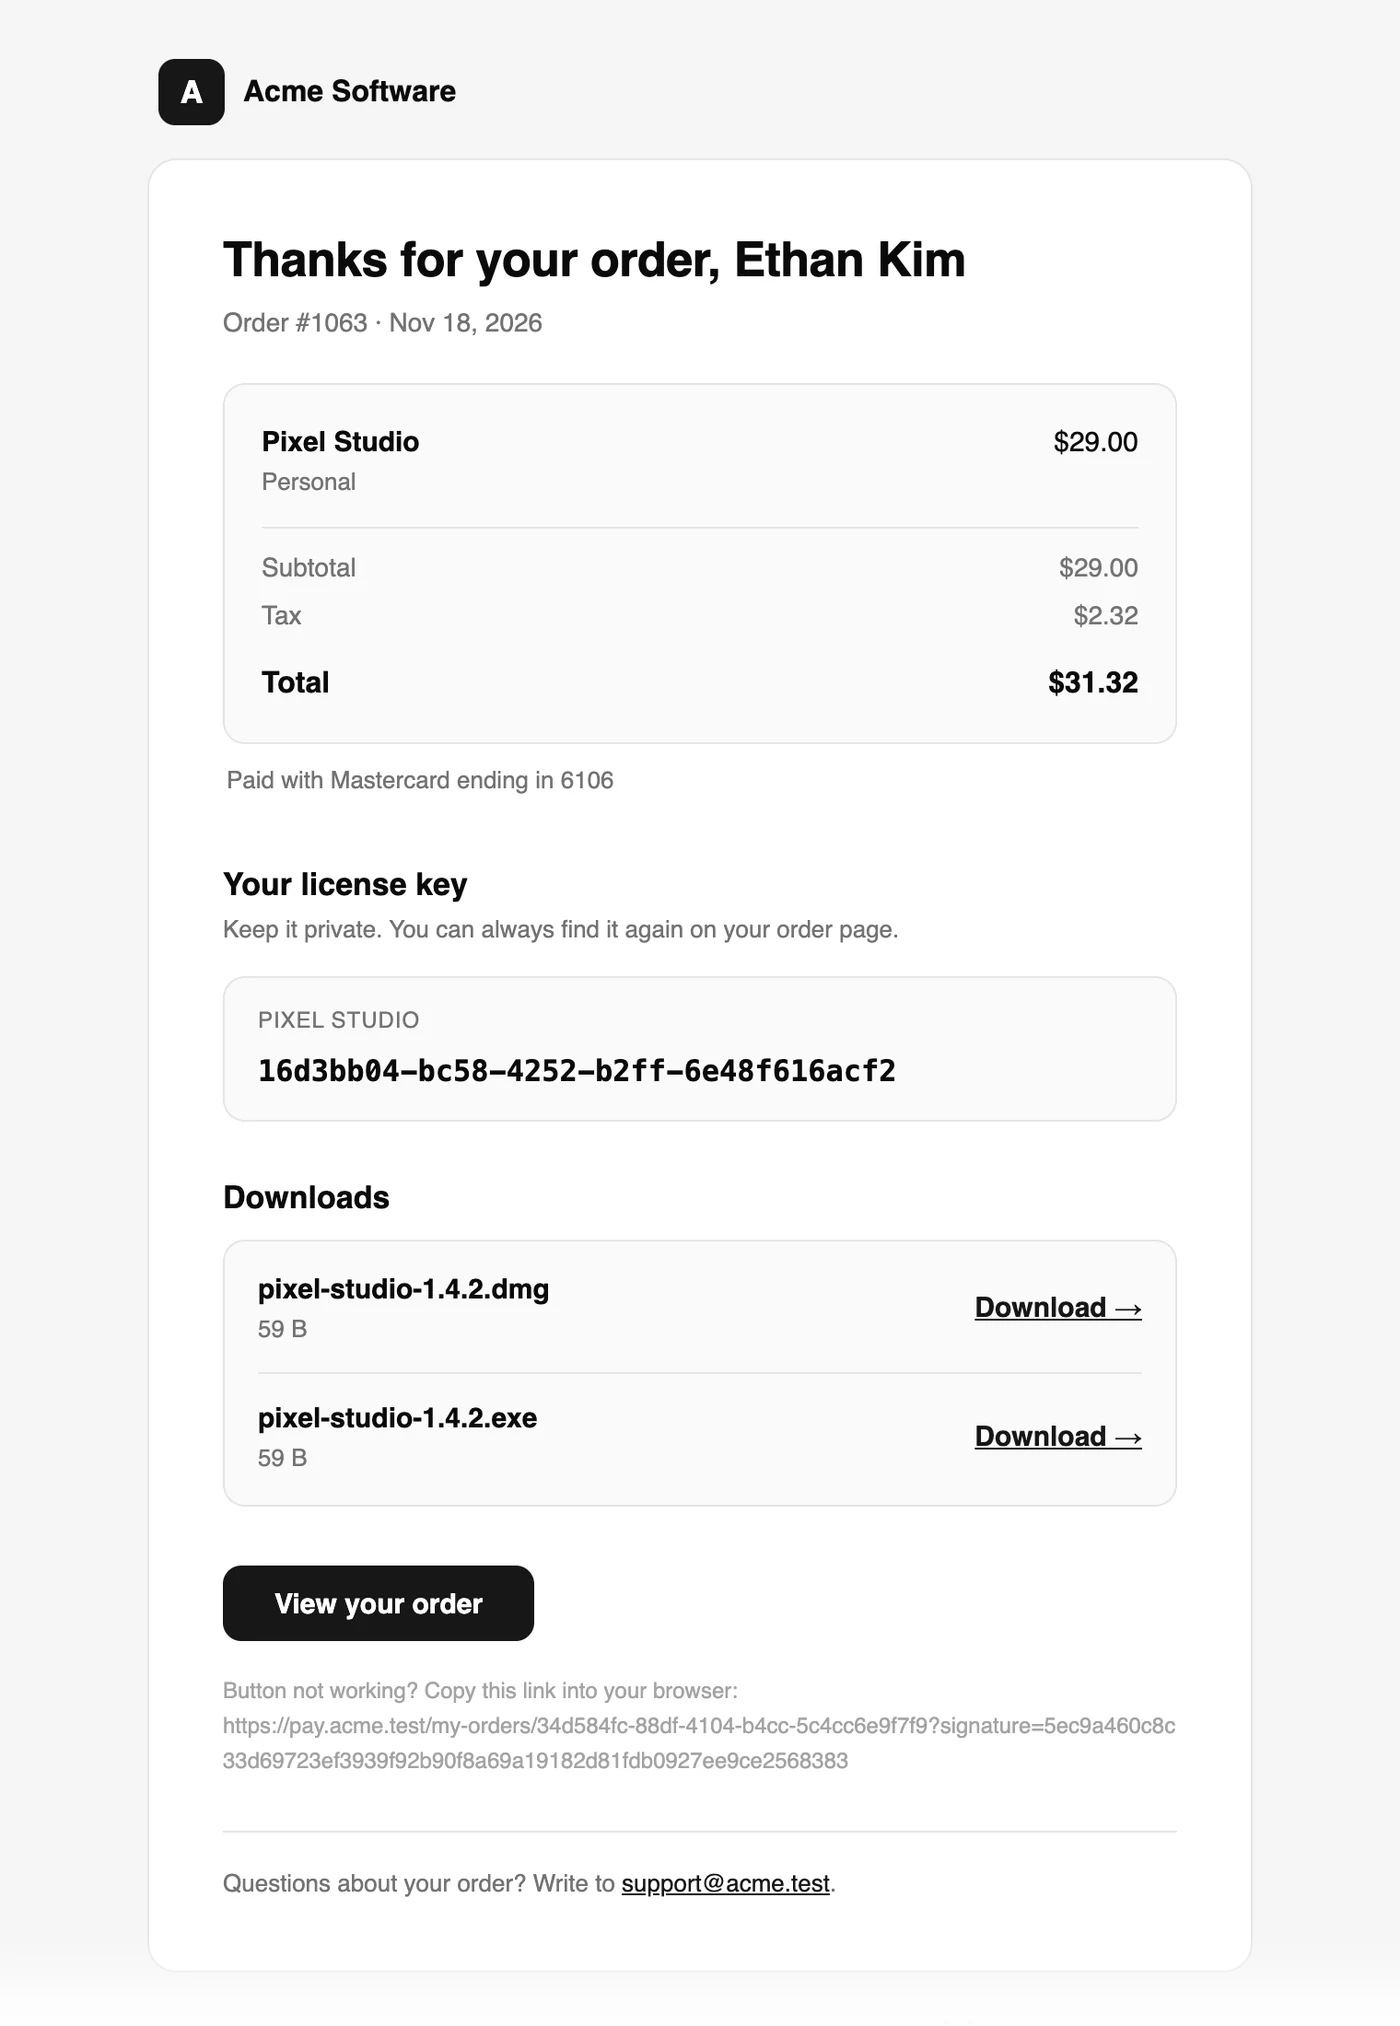 A
Acme Software
Thanks for your order, Ethan Kim
Order #1063 · Nov 18, 2026
Pixel Studio $29.00
Personal
Subtotal $29.00
Tax $2.32
Total $31.32
Paid with Mastercard ending in 6106
Your license key
Keep it private. You can always find it again on your order page.
PIXEL STUDIO
16d3bb04-bc58-4252-b2ff-6e48f616acf2
Downloads
pixel-studio-1.4.2.dmg
59 B
Download →
pixel-studio-1.4.2.exe
59 B
Download →
View your order
Button not working? Copy this link into your browser:
https://pay.acme.test/my-orders/34d584fc-88df-4104-b4cc-5c4cc6e9f7f9?signature=5ec9a460c8c
33d69723ef3939f92b90f8a69a19182d81fdb0927ee9ce2568383
Questions about your order? Write to support@acme.test.